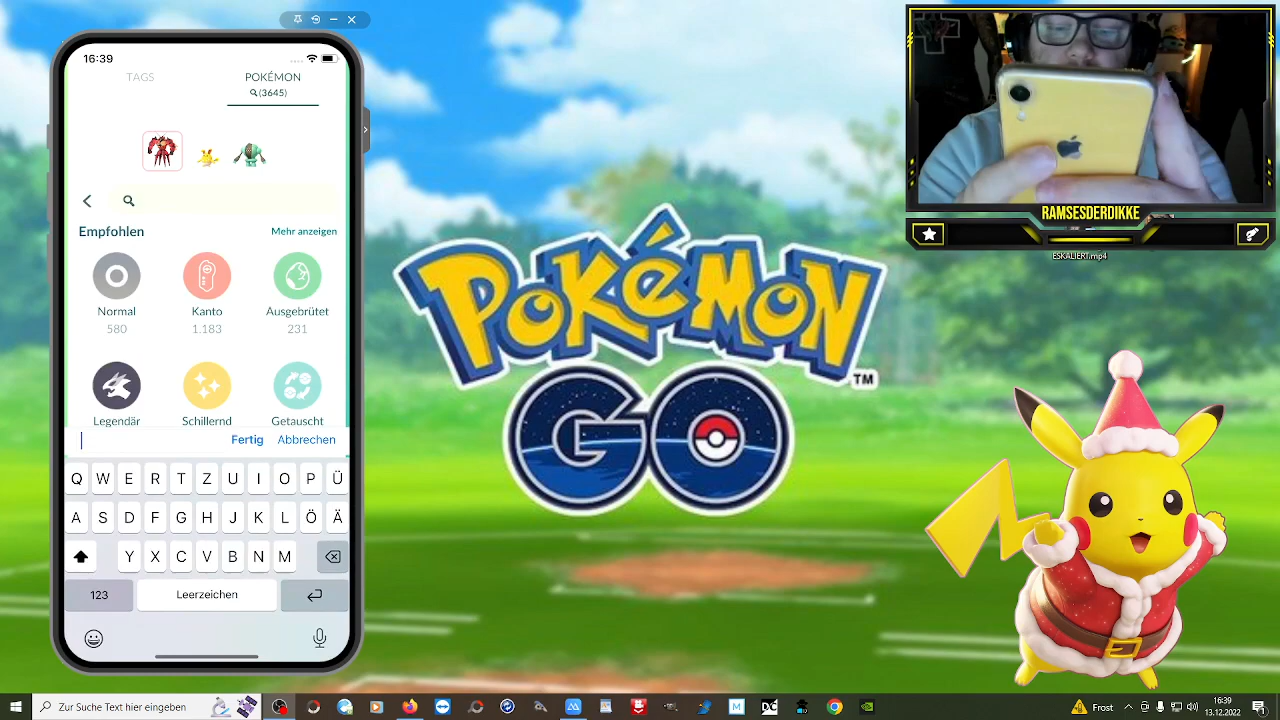 16:39
TAGS
POKÉMON
(3645)
Empfohlen
Mehr anzeigen
Normal
Kanto
Ausgebrütet
580
1.183
231
Legendär
Schillernd
Getauscht
Fertig
Abbrechen
Q W E R T Z U I O P Ü
A S D F G H J K L Ö Ä
Y X C V B N M
123
Leerzeichen
POKÉMON
TM
GO
RAMSESDERDIKKE
ESKALIERT.mp4
Zur Suche Text hier eingeben
M
DC
Frost
16:39
13.12.2022